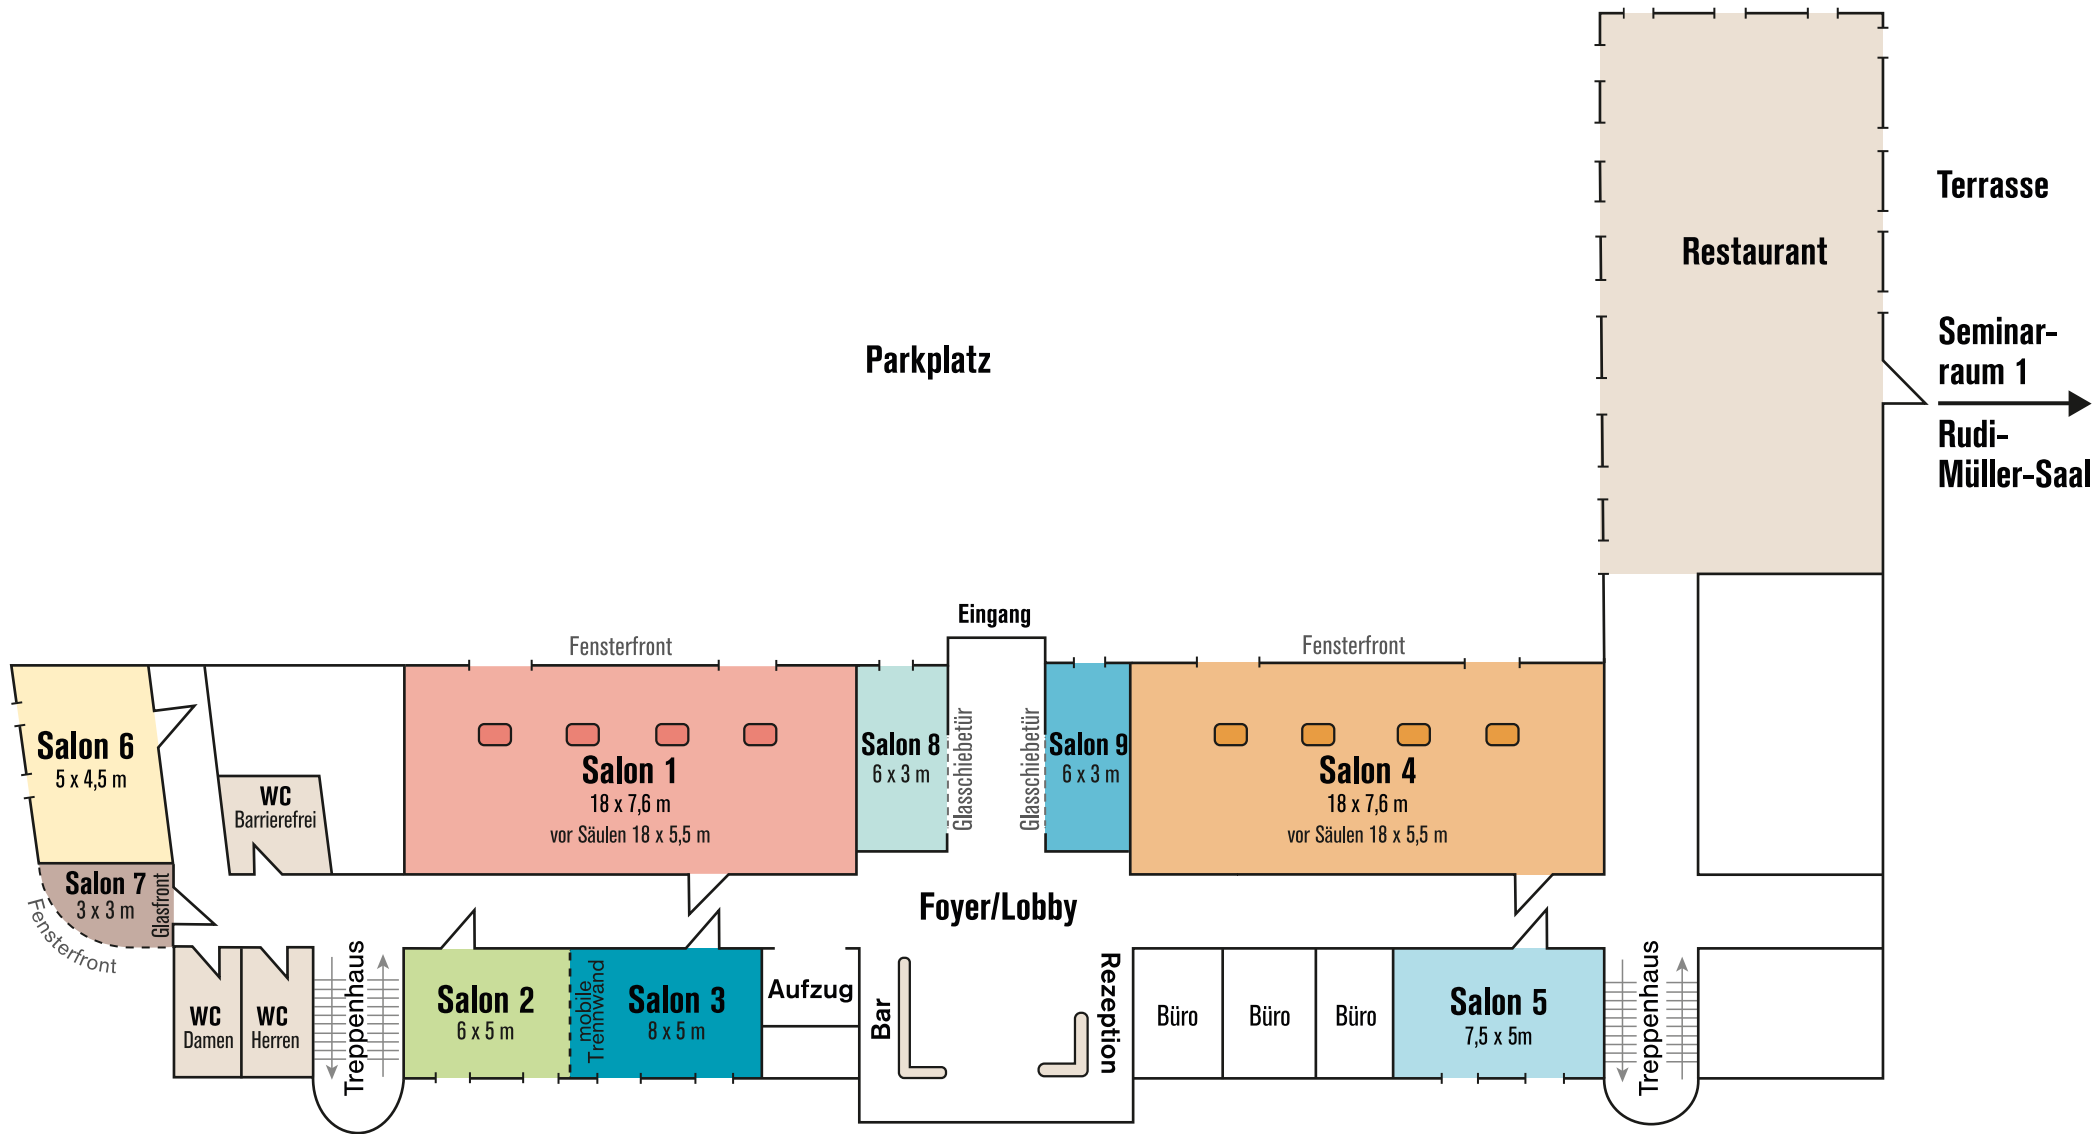 Terrasse
Restaurant
Seminar-
raum 1
Parkplatz
Rudi-
Müller-Saal
Eingang
Fensterfront
Fensterfront
Salon 6
5 x 4,5 m
WC
Barrierefrei
Salon 1
18 x 7,6 m
vor Säulen 18 x 5,5 m
Salon 8
6 x 3 m
Glasschiebetür
Glasschiebetür
Salon 9
6 x 3 m
Salon 4
18 x 7,6 m
vor Säulen 18 x 5,5 m
Salon 7
3 x 3 m
Glasfront
Fensterfront
Foyer/Lobby
WC
Damen
WC
Herren
Treppenhaus
Salon 2
6 x 5 m
mobile
Trennwand
Salon 3
8 x 5 m
Aufzug
Bar
Rezeption
Büro
Büro
Büro
Salon 5
7,5 x 5m
Treppenhaus